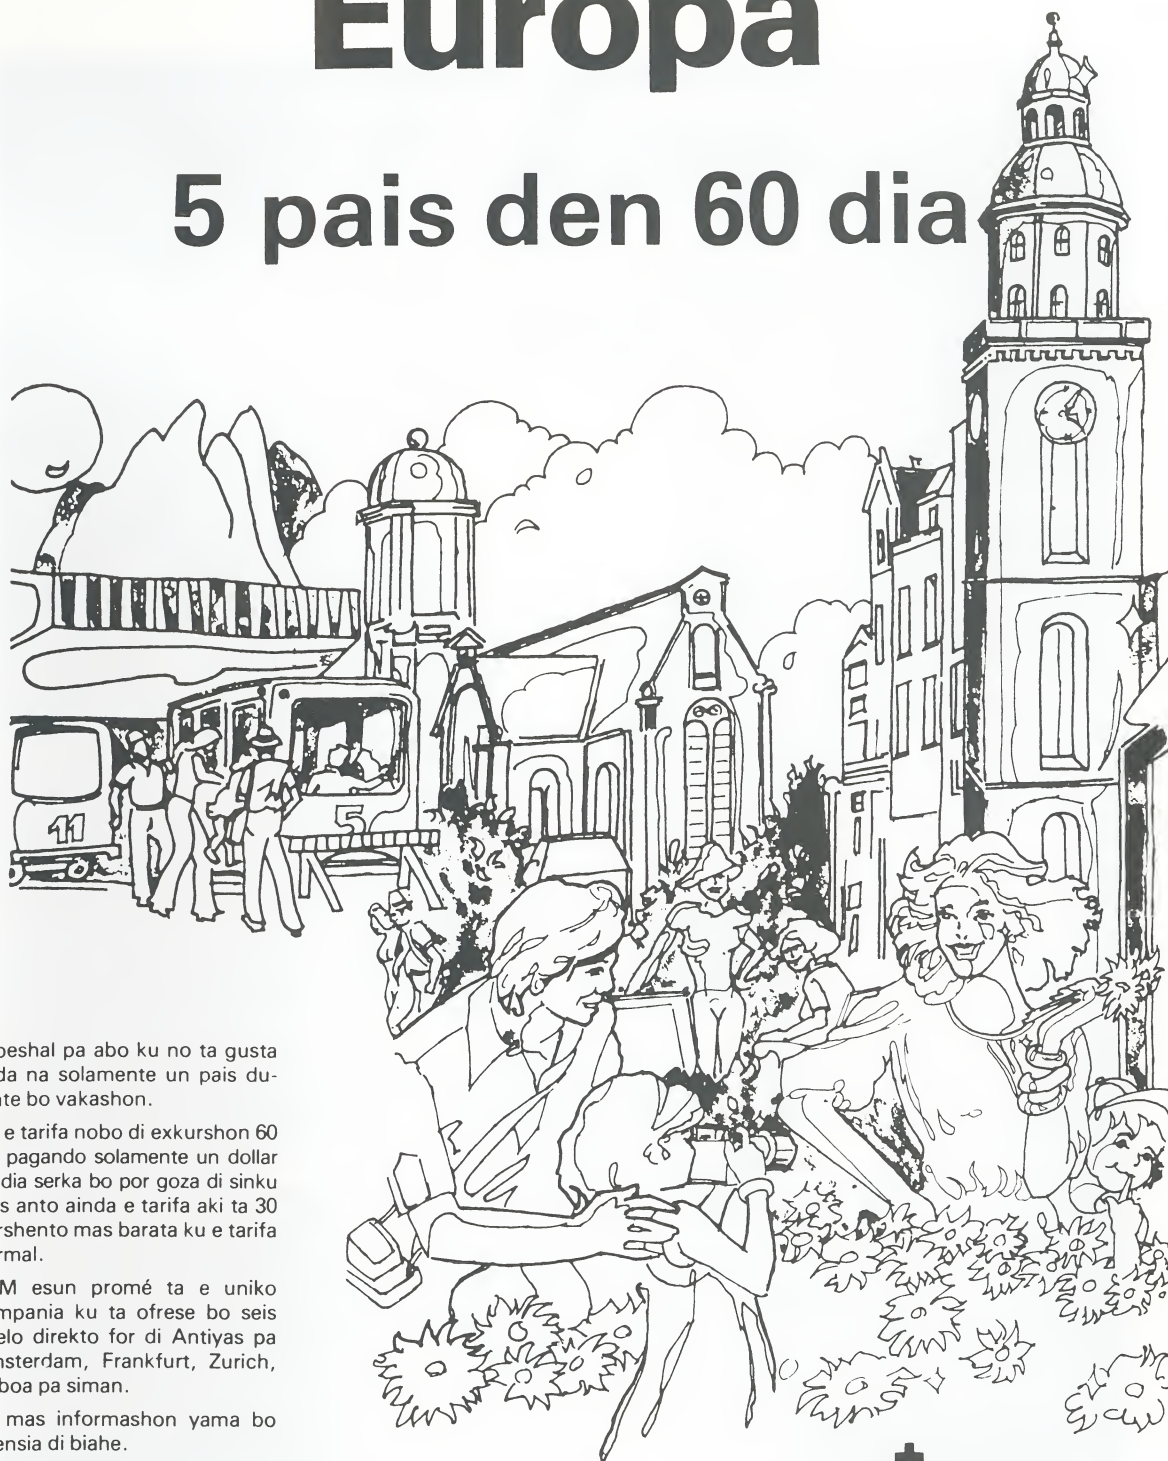 Europa
5 pais den 60 dia
11
5
peshal pa abo ku no ta gusta
da na solamente un pais du-
te bo vakashon.
e tarifa nobo di exkurshon 60
pagando solamente un dollar
dia serka bo por goza di sinku
s anto ainda e tarifa aki ta 30
rshento mas barata ku e tarifa
rmal.
M esun promé ta e uniko
mpania ku ta ofrese bo seis
elo direkto for di Antiyas pa
msterdam, Frankfurt, Zurich,
boa pa siman.
mas informashon yama bo
ensia di biahe.